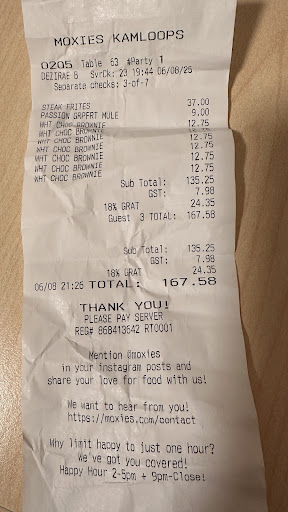 MOXIES KAMLOOPS
0205 Table 63 #Party 1
DEZIRAE B SvrCk: 23 19:44 06/08/25
Separate checks: 3-of-7
STEAK FRITES 37.00
PASSION GRPFRT MULE 9.00
WHT CHOC BROWNIE 12.75
WHT CHOC BROWNIE 12.75
WHT CHOC BROWNIE 12.75
WHT CHOC BROWNIE 12.75
WHT CHOC BROWNIE 12.75
WHT CHOC BROWNIE 12.75
WHT CHOC BROWNIE 12.75
Sub Total: 135.25
GST: 7.98
18% GRAT 24.35
Guest 3 TOTAL: 167.58
Sub Total: 135.25
GST: 7.98
18% GRAT 24.35
06/08 21:26 TOTAL: 167.58
THANK YOU!
PLEASE PAY SERVER
REG# 868413642 RT0001
Mention @moxies
in your instagram posts and
share your love for food with us!
We want to hear from you!
https://moxies.com/contact
Why limit happy to just one hour?
We've got you covered!
Happy Hour 2-5pm + 9pm-Close!